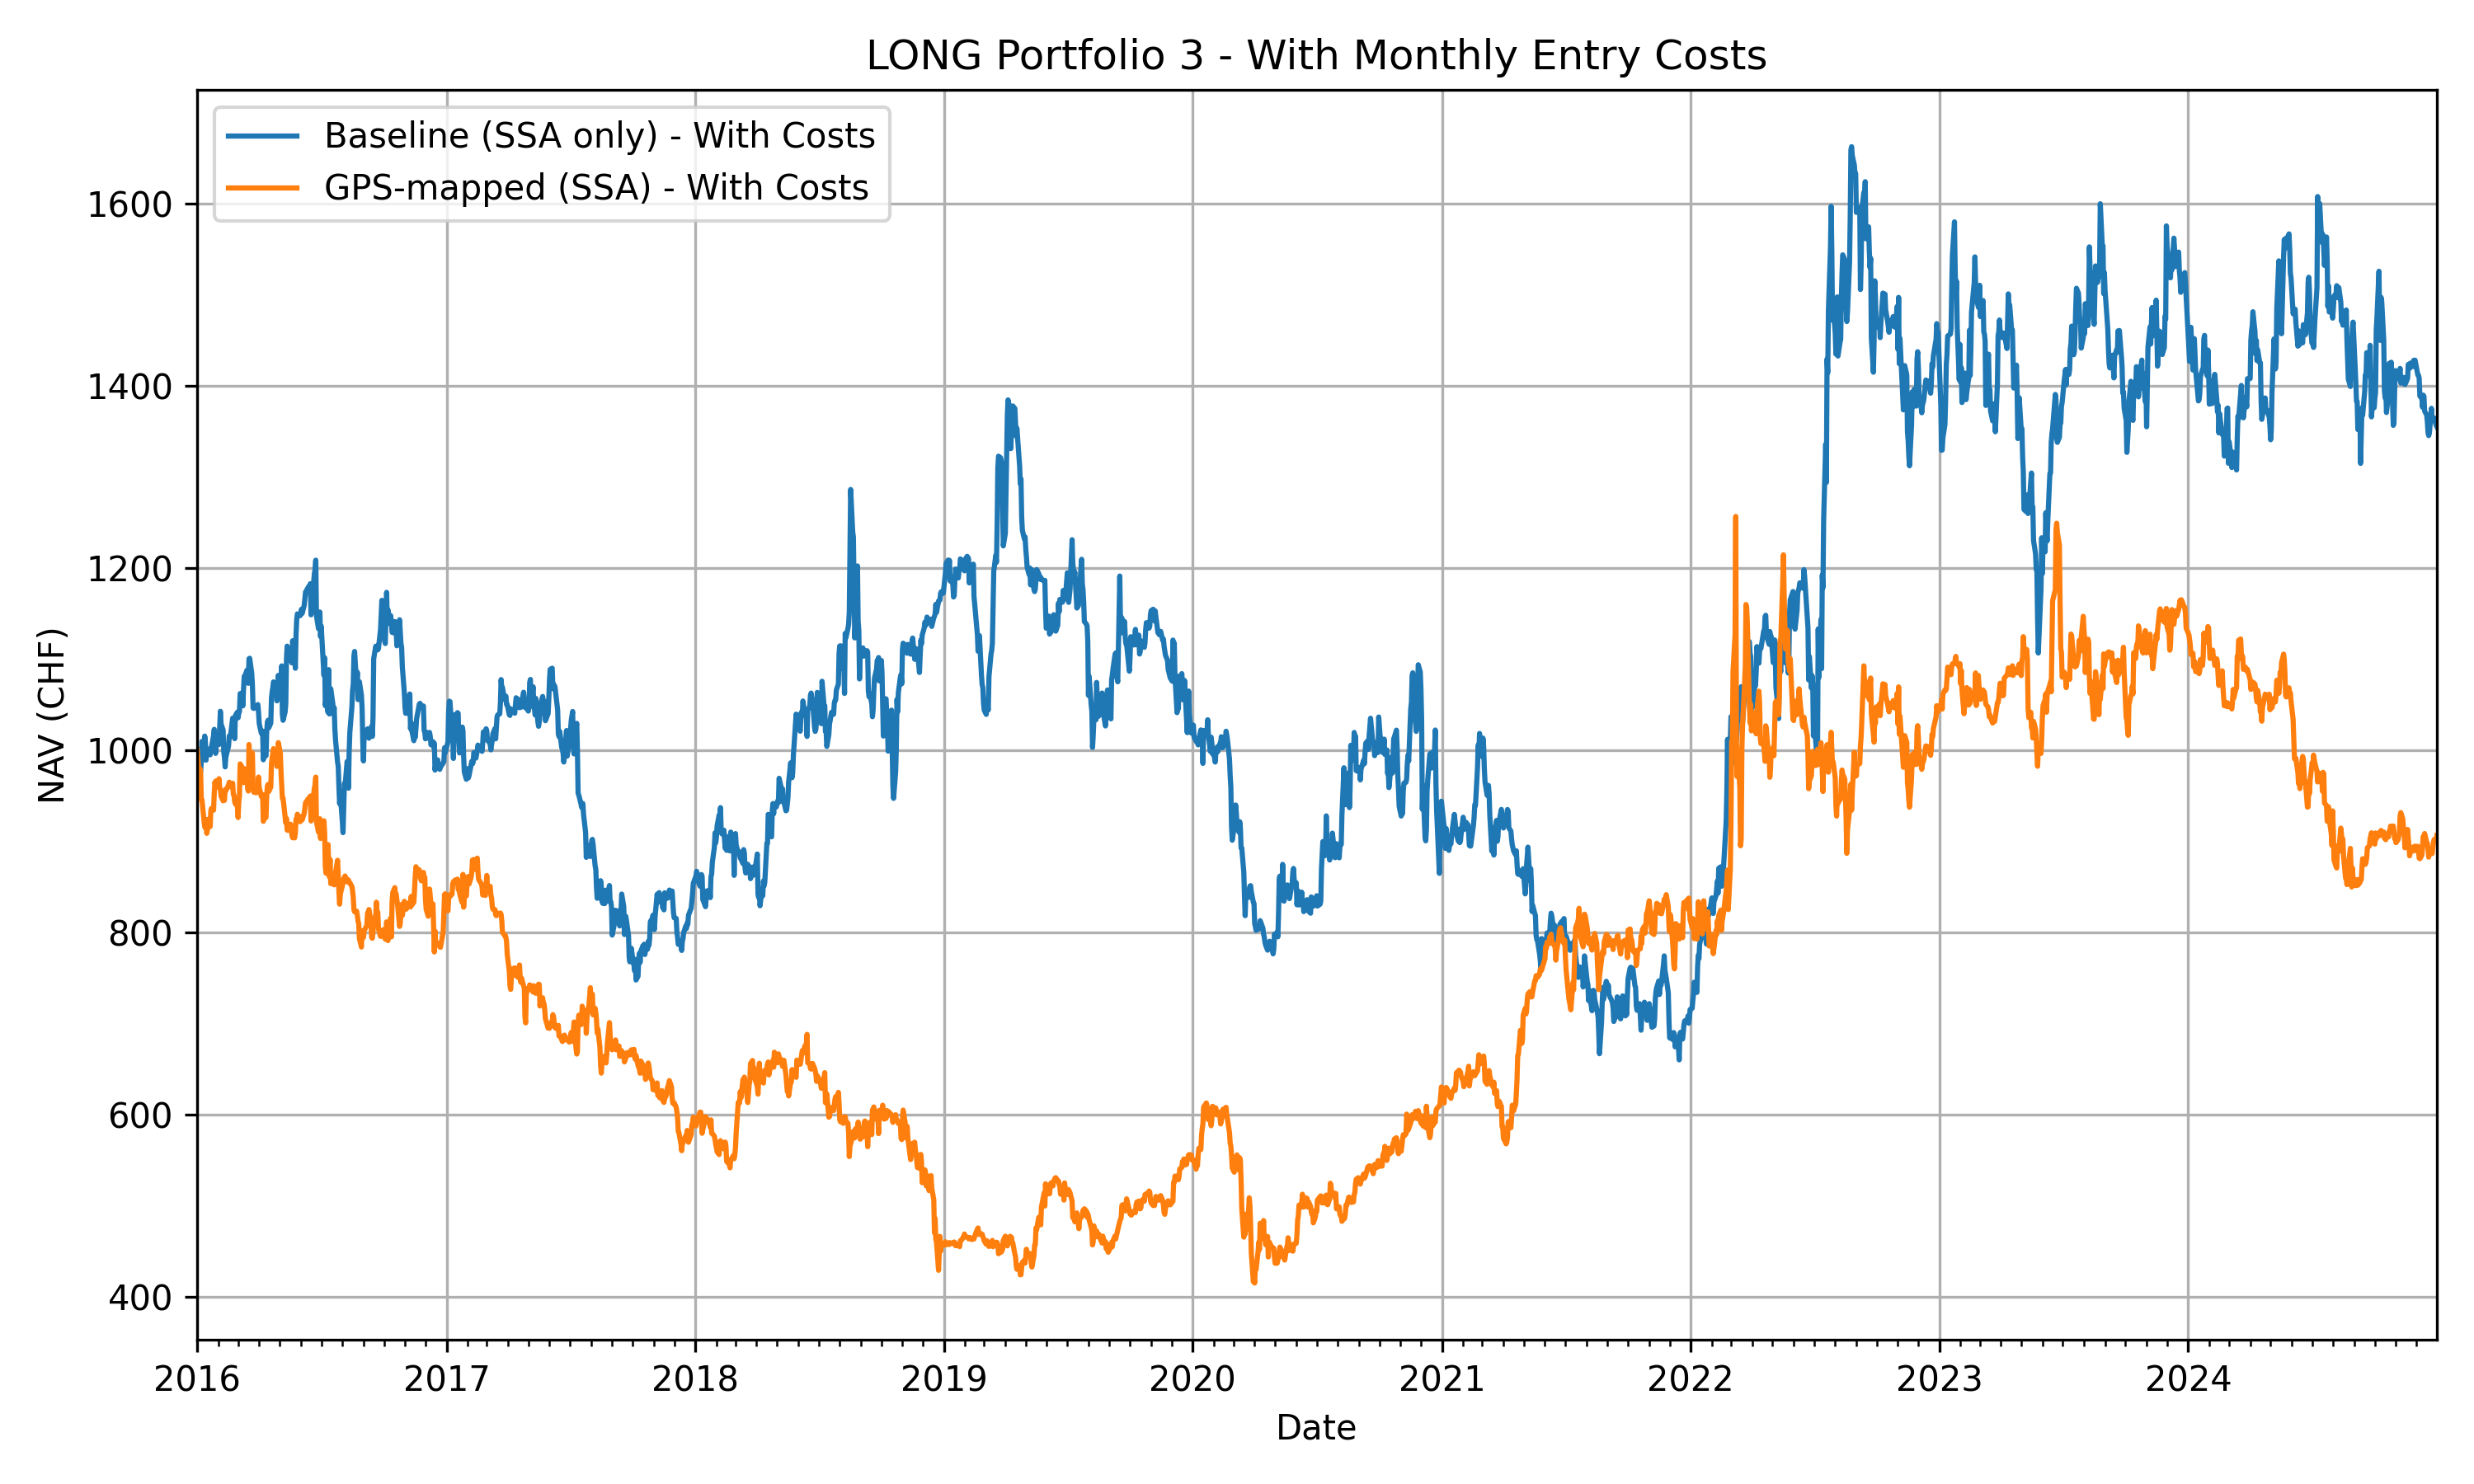 LONG Portfolio 3 - With Monthly Entry Costs
Baseline (SSA only) - With Costs
GPS-mapped (SSA) - With Costs
1600
1400
1200
1000
800
600
400
NAV (CHF)
2016 2017 2018 2019 2020 2021 2022 2023 2024
Date